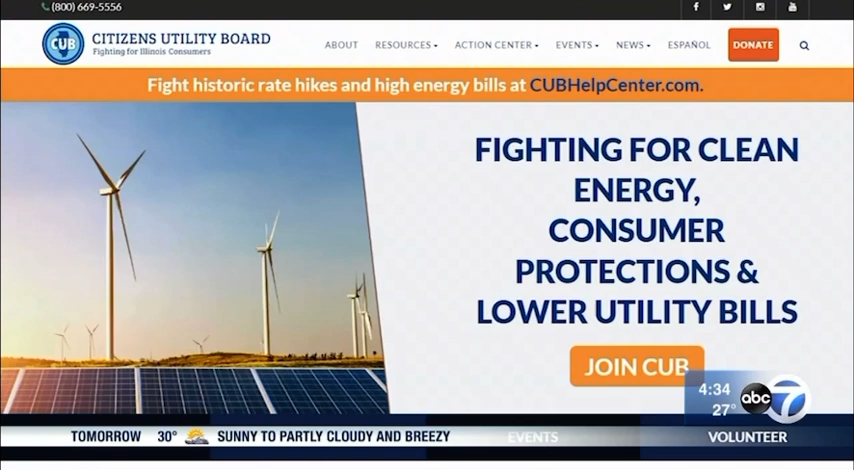 (800) 669-5556
CUB
CITIZENS UTILITY BOARD
Fighting for Illinois Consumers
ABOUT RESOURCES ACTION CENTER EVENTS NEWS ESPAÑOL DONATE
Fight historic rate hikes and high energy bills at CUBHelpCenter.com.
FIGHTING FOR CLEAN
ENERGY,
CONSUMER
PROTECTIONS &
LOWER UTILITY BILLS
JOIN CUB
4:34
27°
abc 7
TOMORROW 30° SUNNY TO PARTLY CLOUDY AND BREEZY
EVENTS
VOLUNTEER